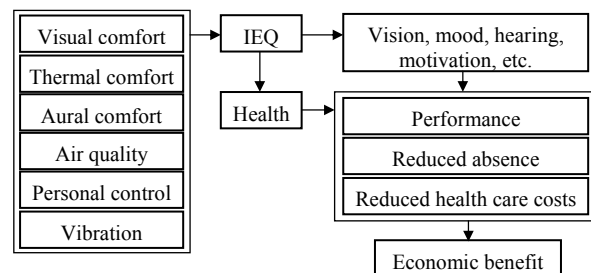 Visual comfort
Thermal comfort
Aural comfort
Air quality
Personal control
Vibration
IEQ
Health
Vision, mood, hearing,
motivation, etc.
Performance
Reduced absence
Reduced health care costs
Economic benefit